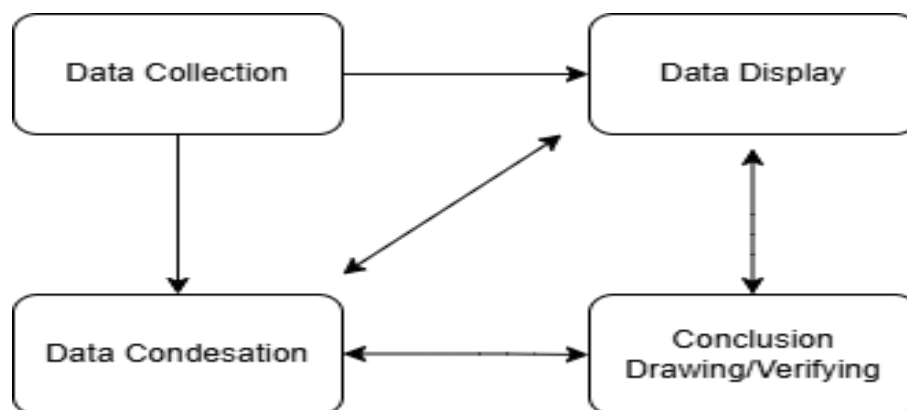 Data Collection
Data Display
Data Condesation
Conclusion
Drawing/Verifying